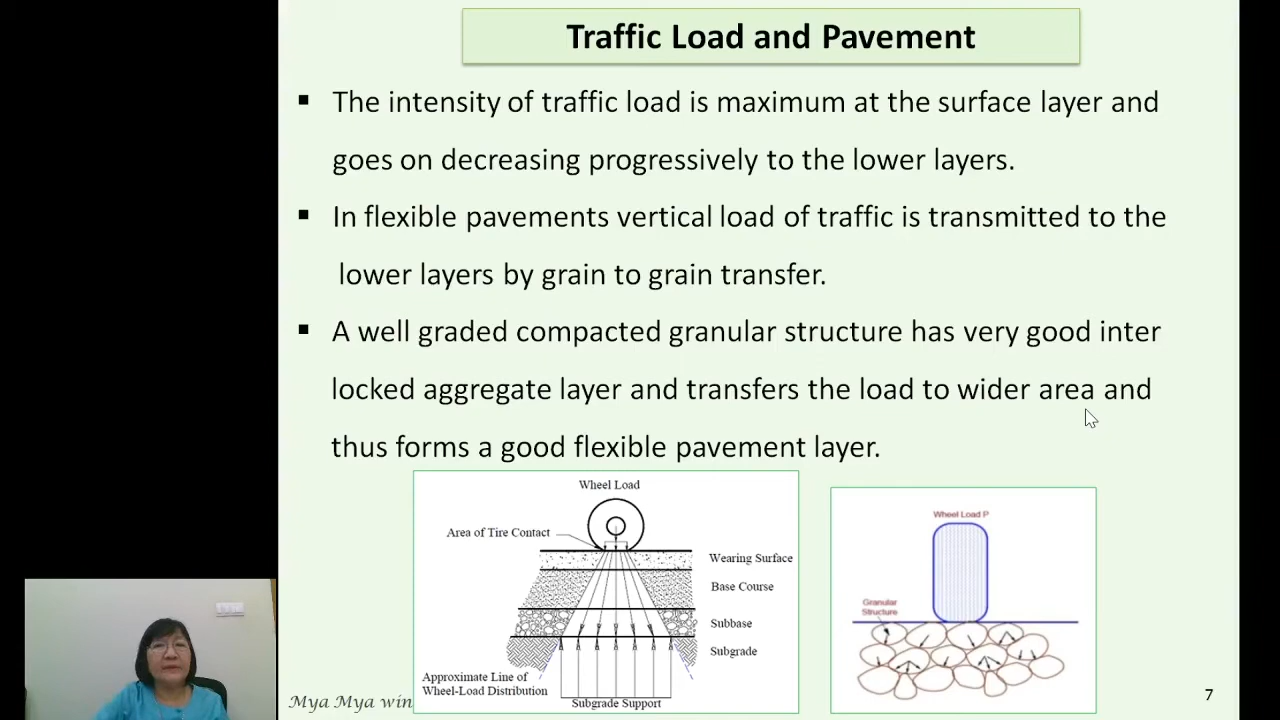 Traffic Load and Pavement
▪ The intensity of traffic load is maximum at the surface layer and
goes on decreasing progressively to the lower layers.
▪ In flexible pavements vertical load of traffic is transmitted to the
lower layers by grain to grain transfer.
▪ A well graded compacted granular structure has very good inter
locked aggregate layer and transfers the load to wider area and
thus forms a good flexible pavement layer.
Wheel Load
Area of Tire Contact
Wearing Surface
Base Course
Subbase
Subgrade
Approximate Line of
Wheel-Load Distribution
Subgrade Support
Wheel Load P
Granular
Structure
Mya Mya win
7